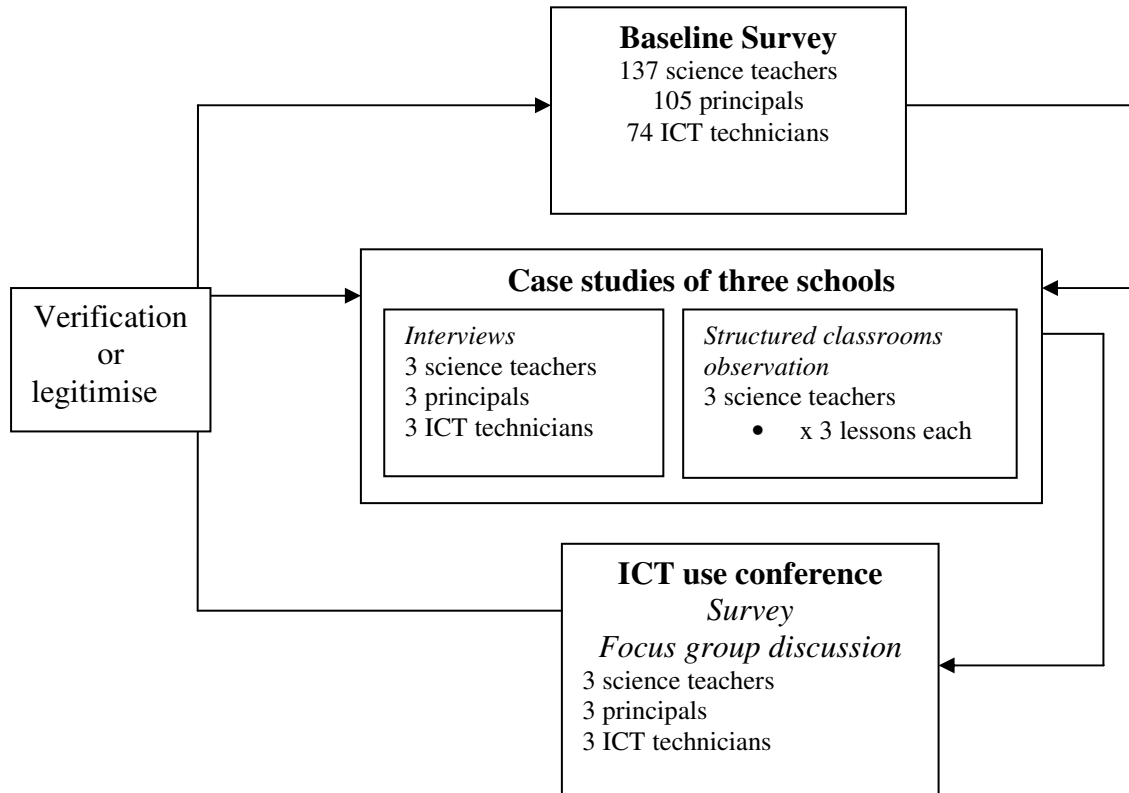 Baseline Survey
137 science teachers
105 principals
74 ICT technicians
Case studies of three schools
Verification
or
legitimise
Interviews
3 science teachers
3 principals
3 ICT technicians
Structured classrooms
observation
3 science teachers
• x 3 lessons each
ICT use conference
Survey
Focus group discussion
3 science teachers
3 principals
3 ICT technicians